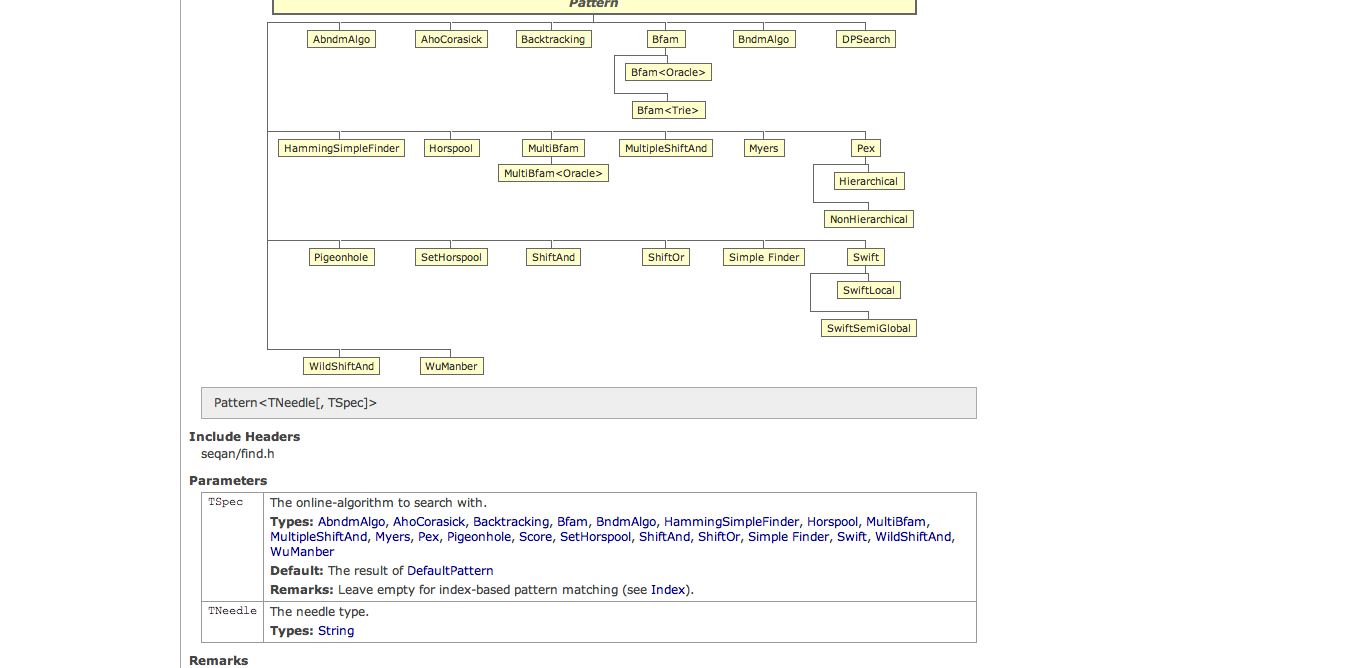 Pattern
AbndmAlgo AhoCorasick Backtracking Bfam BndmAlgo DPSearch
Bfam<Oracle>
Bfam<Trie>
HammingSimpleFinder Horspool MultiBfam MultipleShiftAnd Myers Pex
MultiBfam<Oracle>
Hierarchical
NonHierarchical
Pigeonhole SetHorspool ShiftAnd ShiftOr Simple Finder Swift
SwiftLocal
SwiftSemiGlobal
WildShiftAnd WuManber
Pattern<TNeedle[, TSpec]>
Include Headers
seqan/find.h
Parameters
TSpec The online-algorithm to search with.
Types: AbndmAlgo, AhoCorasick, Backtracking, Bfam, BndmAlgo, HammingSimpleFinder, Horspool, MultiBfam,
MultipleShiftAnd, Myers, Pex, Pigeonhole, Score, SetHorspool, ShiftAnd, ShiftOr, Simple Finder, Swift, WildShiftAnd,
WuManber
Default: The result of DefaultPattern
Remarks: Leave empty for index-based pattern matching (see Index).
TNeedle The needle type.
Types: String
Remarks